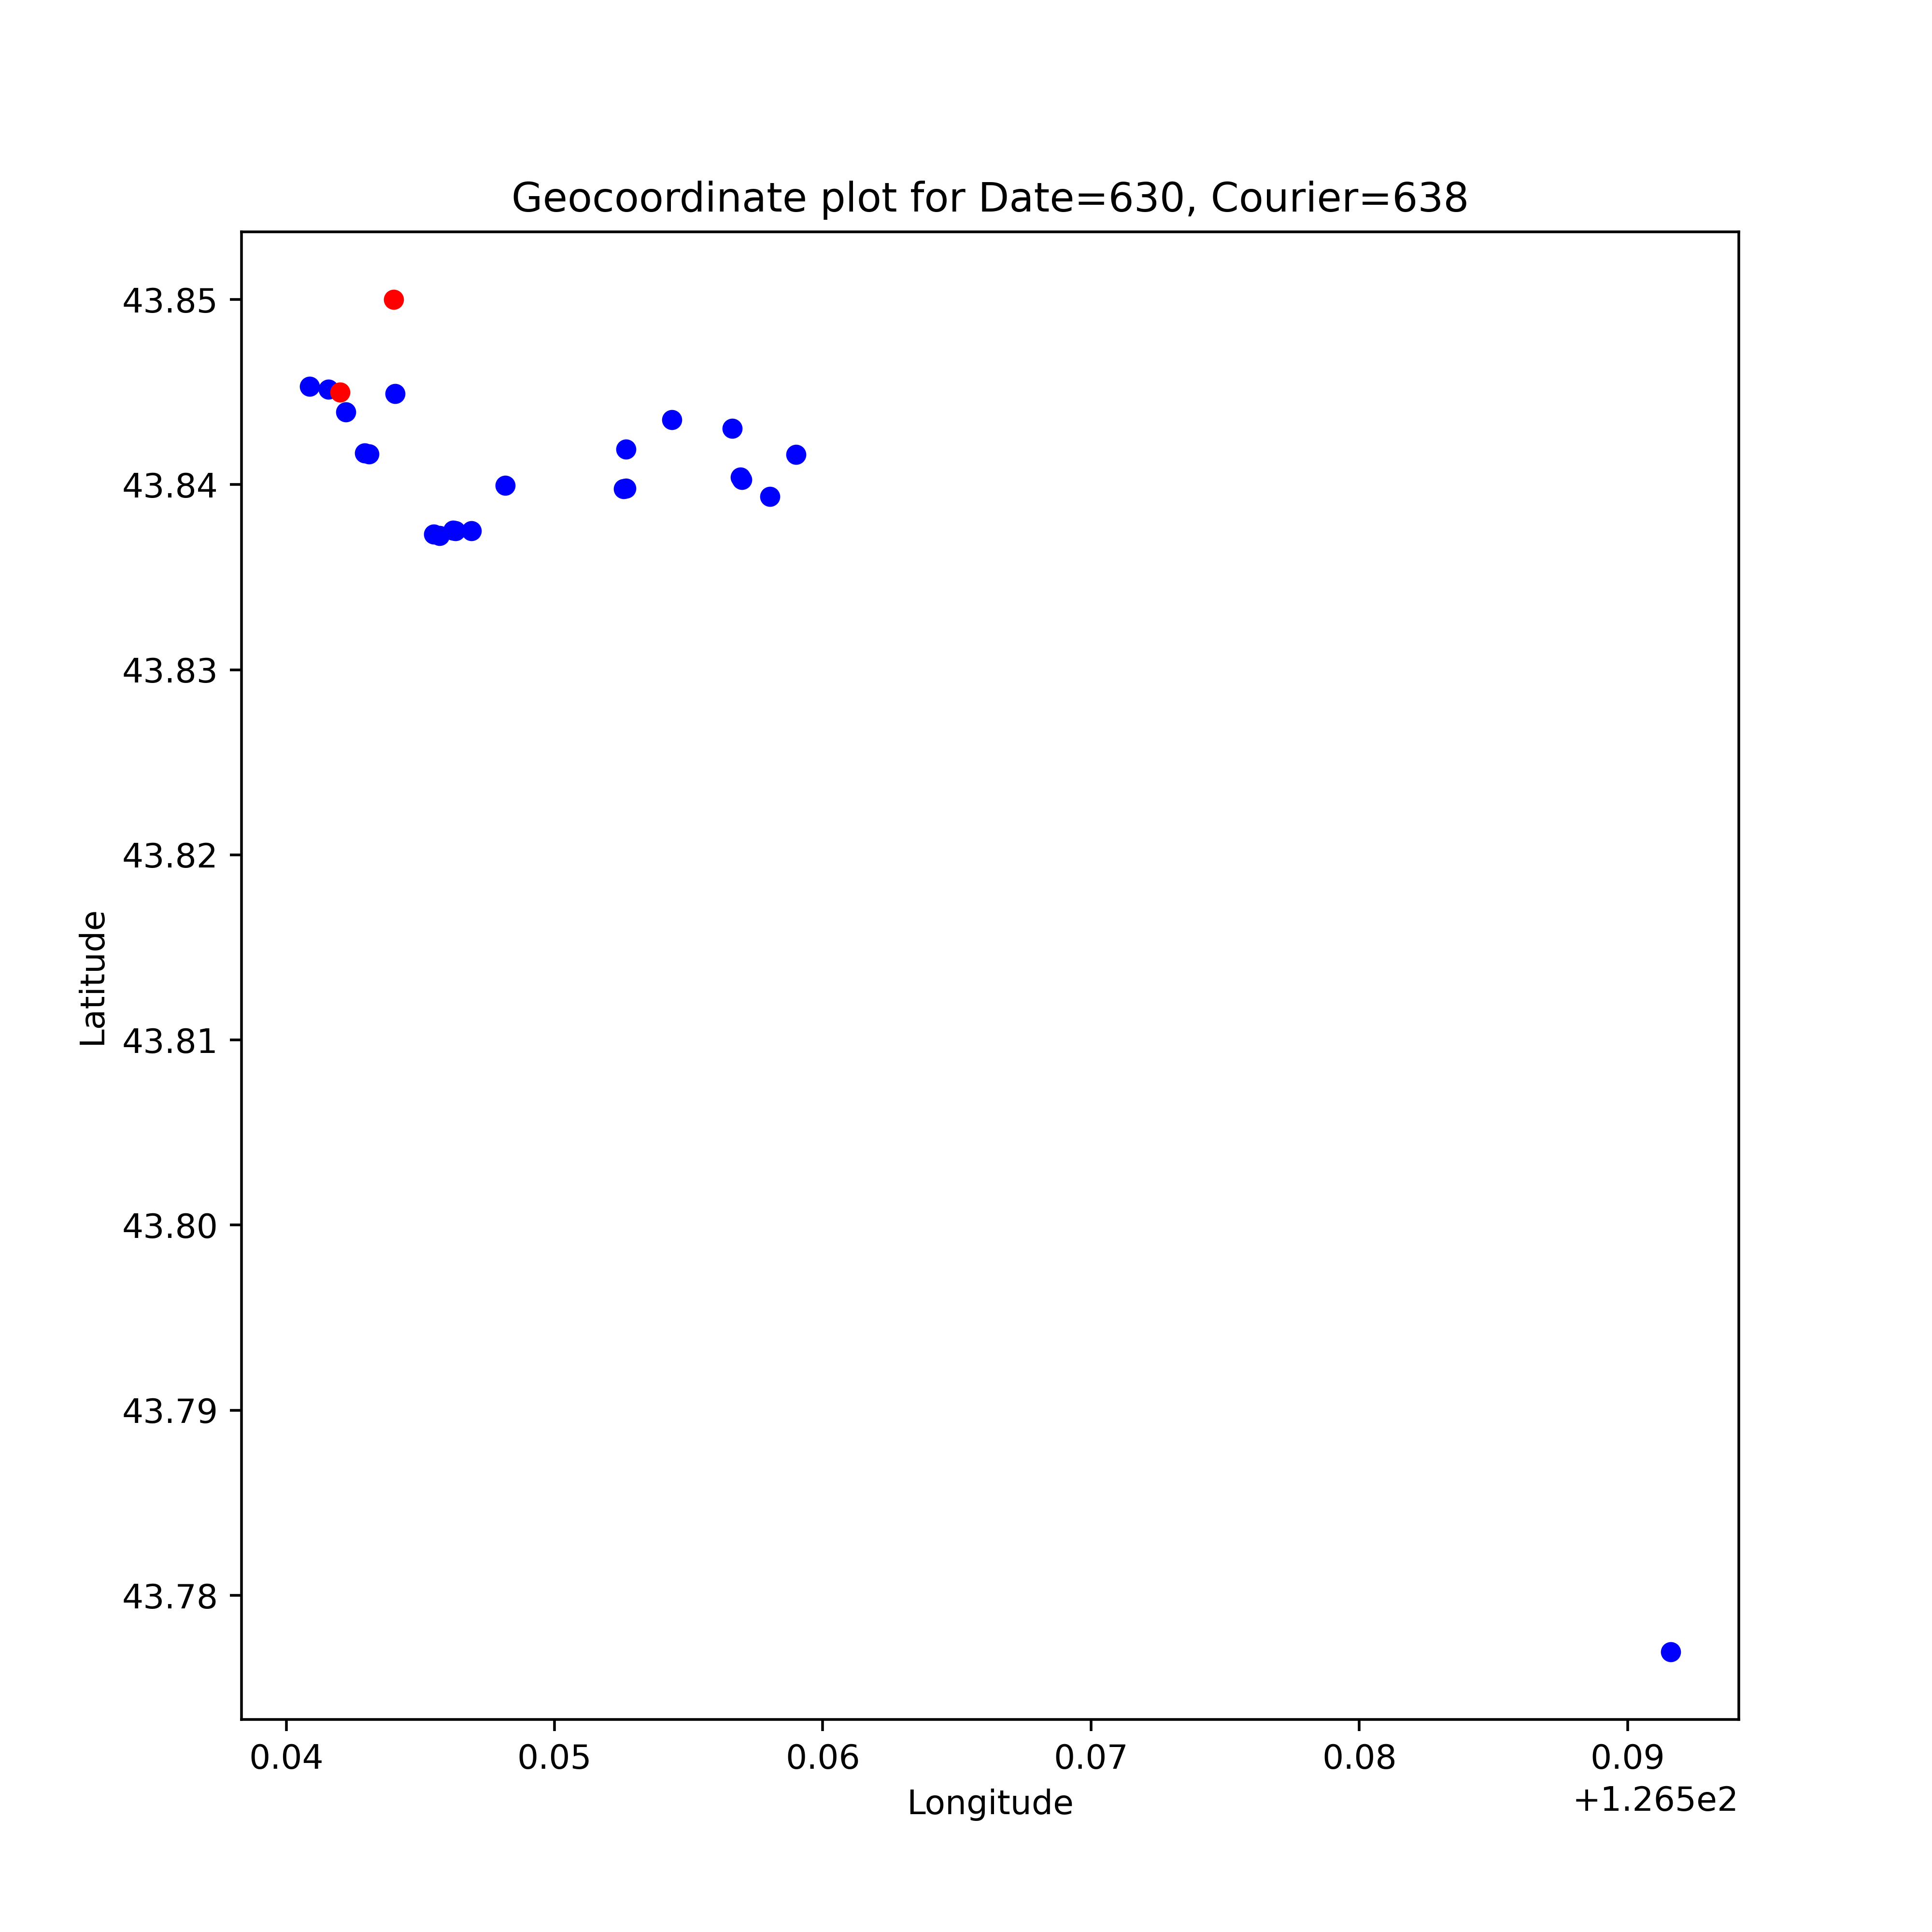 Geocoordinate plot for Date=630, Courier=638
43.85
43.84
43.83
43.82
43.81
43.80
43.79
43.78
Latitude
0.04 0.05 0.06 0.07 0.08 0.09
Longitude
+1.265e2